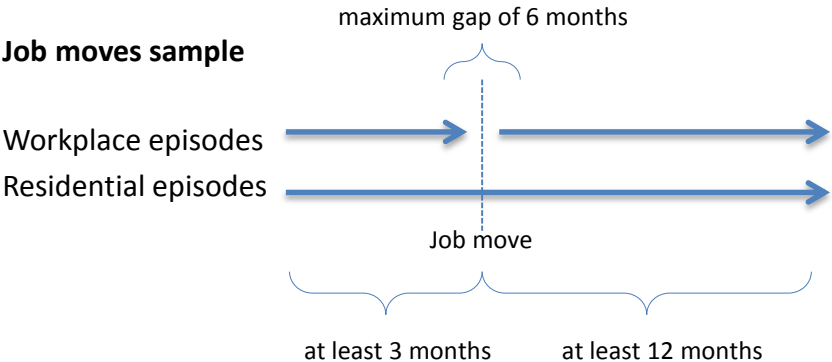 maximum gap of 6 months
Job moves sample
Workplace episodes
Residential episodes
Job move
at least 3 months
at least 12 months